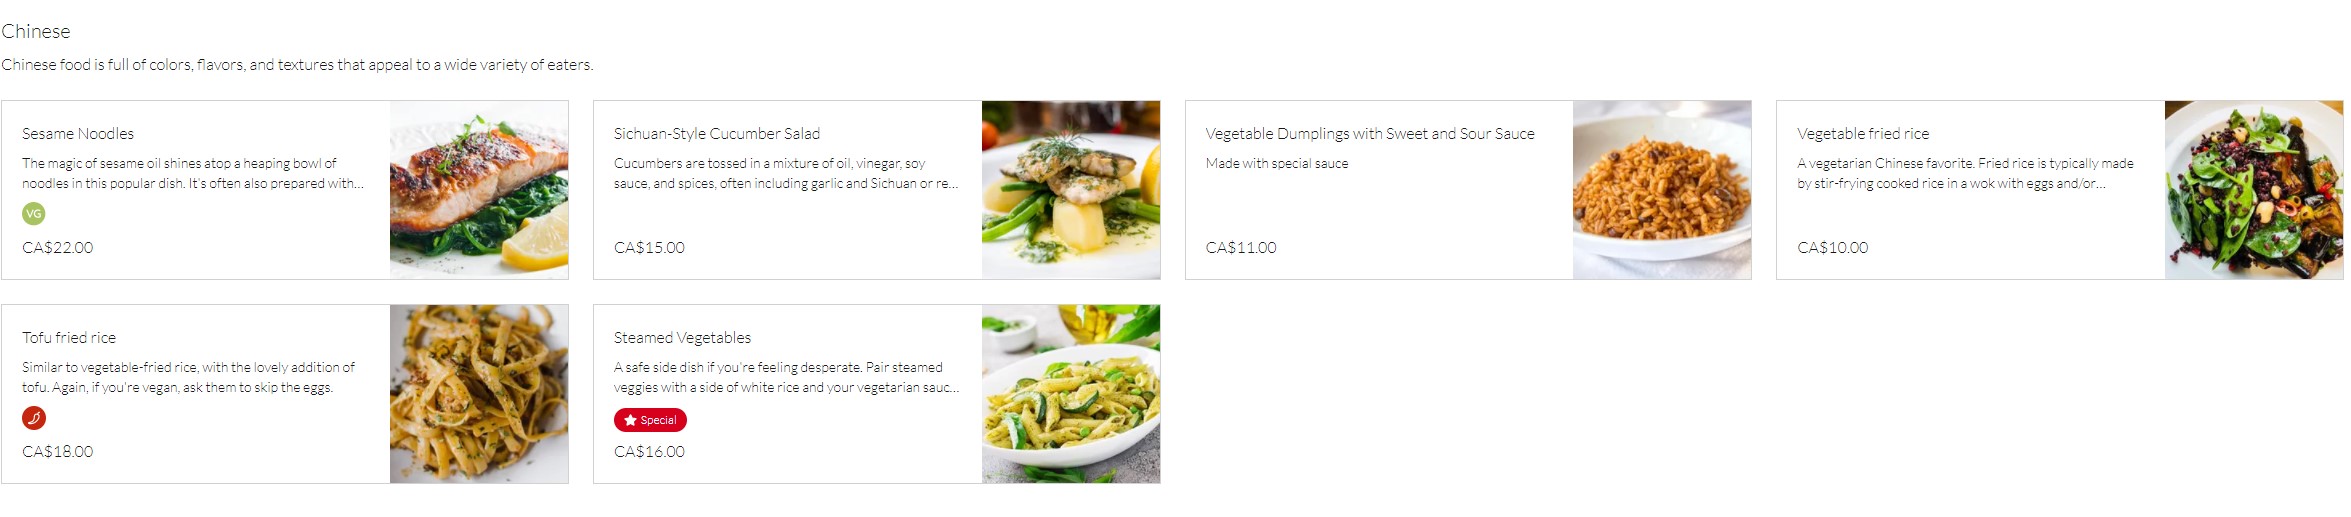 Chinese
Chinese food is full of colors, flavors, and textures that appeal to a wide variety of eaters.
Sesame Noodles
The magic of sesame oil shines atop a heaping bowl of
noodles in this popular dish. It's often also prepared with...
VG
CA$22.00
Sichuan-Style Cucumber Salad
Cucumbers are tossed in a mixture of oil, vinegar, soy
sauce, and spices, often including garlic and Sichuan or re...
CA$15.00
Vegetable Dumplings with Sweet and Sour Sauce
Made with special sauce
CA$11.00
Vegetable fried rice
A vegetarian Chinese favorite. Fried rice is typically made
by stir-frying cooked rice in a wok with eggs and/or...
CA$10.00
Tofu fried rice
Similar to vegetable-fried rice, with the lovely addition of
tofu. Again, if you're vegan, ask them to skip the eggs.
CA$18.00
Steamed Vegetables
A safe side dish if you're feeling desperate. Pair steamed
veggies with a side of white rice and your vegetarian sauc...
Special
CA$16.00